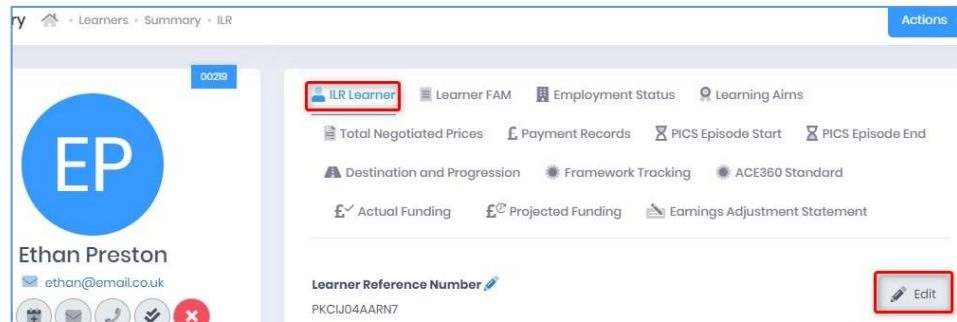 ry • Learners • Summary • ILR
Actions
00219
EP
Ethan Preston
ethan@email.co.uk
ILR Learner Learner FAM Employment Status Learning Aims
Total Negotiated Prices £ Payment Records PICS Episode Start PICS Episode End
Destination and Progression Framework Tracking ACE360 Standard
£ Actual Funding £ Projected Funding Earnings Adjustment Statement
Learner Reference Number
PKCIJ04AARN7
Edit